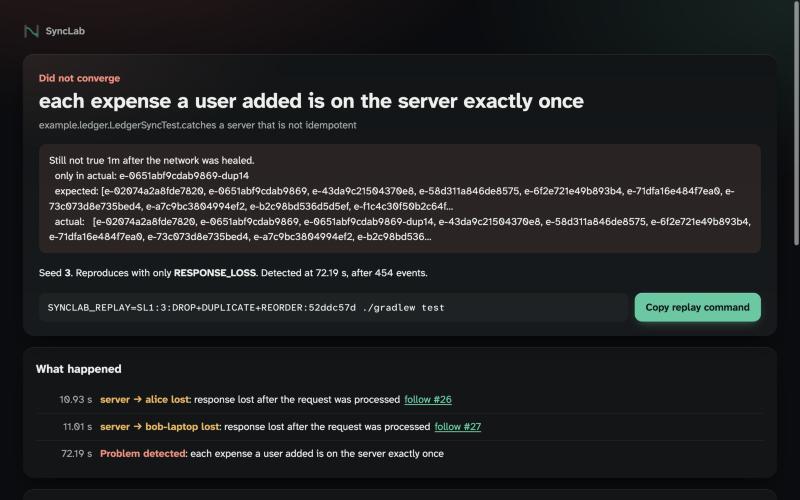 SyncLab
Did not converge
each expense a user added is on the server exactly once
example.ledger.LedgerSyncTest.catches a server that is not idempotent
Still not true 1m after the network was healed.
only in actual: e-0651abf9cdab9869-dup14
expected: [e-02074a2a8fde7820, e-0651abf9cdab9869, e-43da9c21504370e8, e-58d311a846de8575, e-6f2e721e49b893b4, e-71dfa16e484f7ea0, e-
73c073d8e735bed4, e-a7c9bc3804994ef2, e-b2c98bd536d5d5ef, e-f1c4c30f50b2c64f...
actual: [e-02074a2a8fde7820, e-0651abf9cdab9869, e-0651abf9cdab9869-dup14, e-43da9c21504370e8, e-58d311a846de8575, e-6f2e721e49b893b4,
e-71dfa16e484f7ea0, e-73c073d8e735bed4, e-a7c9bc3804994ef2, e-b2c98bd536...
Seed 3. Reproduces with only RESPONSE_LOSS. Detected at 72.19 s, after 454 events.
SYNCLAB_REPLAY=SL1:3:DROP+DUPLICATE+REORDER:52ddc57d ./gradlew test
Copy replay command
What happened
10.93 s server → alice lost: response lost after the request was processed follow #26
11.01 s server → bob-laptop lost: response lost after the request was processed follow #27
72.19 s Problem detected: each expense a user added is on the server exactly once